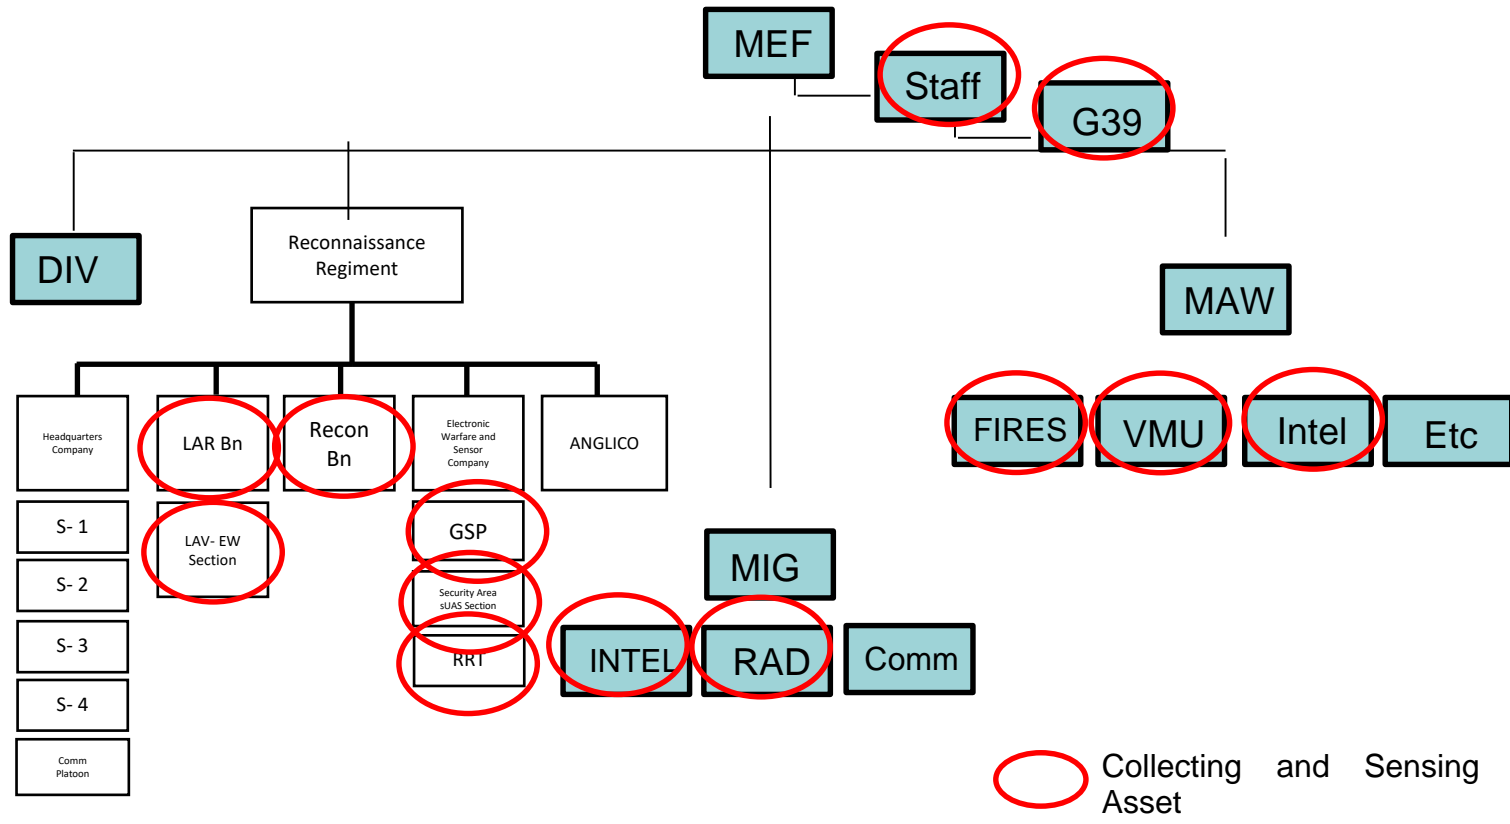 MEF
Staff
G39
DIV
Reconnaissance
Regiment
MAW
Headquarters
Company
LAR Bn
Recon
Bn
Electronic
Warfare and
Sensor
Company
ANGLICO
FIRES
VMU
Intel
Etc
S- 1
S- 2
S- 3
S- 4
Comm
Platoon
LAV- EW
Section
GSP
Security Area
sUAS Section
RRT
MIG
INTEL
RAD
Comm
Collecting and Sensing
Asset